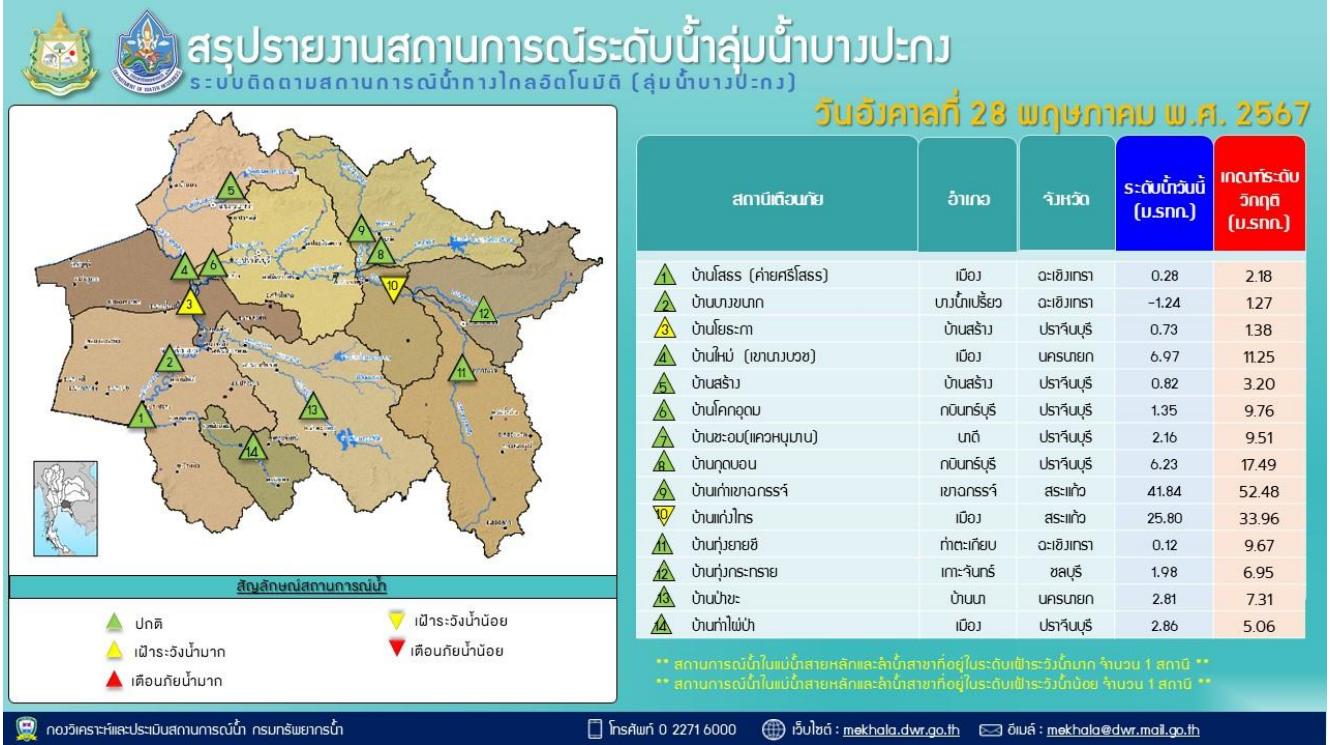 สรุปรายงานสถานการณ์ระดับน้ำลุ่มน้ำบางปะกง
ระบบติดตามสถานการณ์น้ำทางไกลอัตโนมัติ (ลุ่มน้ำบางปะกง)
วันอังคารที่ 28 พฤษภาคม พ.ศ. 2567
5
9
8
4
6
10
3
12
2
11
13
1
14
สัญลักษณ์สถานการณ์น้ำ
ปกติ
เฝ้าระวังน้ำน้อย
เฝ้าระวังน้ำมาก
เตือนภัยน้ำน้อย
เตือนภัยน้ำมาก
สถานีเตือนภัย อำเภอ จังหวัด ระดับน้ำวันนี้ (ม.รทก.) เกณฑ์ระดับวิกฤติ (ม.รทก.)
1 บ้านโสธร (ค่ายศรีโสธร) เมือง ฉะเชิงเทรา 0.28 2.18
2 บ้านบางขนาก บางน้ำเปรี้ยว ฉะเชิงเทรา -1.24 1.27
3 บ้านโยธะกา บ้านสร้าง ปราจีนบุรี 0.73 1.38
4 บ้านใหม่ (เขานางบวช) เมือง นครนายก 6.97 11.25
5 บ้านสร้าง บ้านสร้าง ปราจีนบุรี 0.82 3.20
6 บ้านโคกอุดม กบินทร์บุรี ปราจีนบุรี 1.35 9.76
7 บ้านชะอม(แควหนุมาน) นาดี ปราจีนบุรี 2.16 9.51
8 บ้านกุดบอน กบินทร์บุรี ปราจีนบุรี 6.23 17.49
9 บ้านเก่าเขาฉกรรจ์ เขาฉกรรจ์ สระแก้ว 41.84 52.48
10 บ้านแก่งไทร เมือง สระแก้ว 25.80 33.96
11 บ้านทุ่งยายชี ท่าตะเกียบ ฉะเชิงเทรา 0.12 9.67
12 บ้านทุ่งกระทราย เกาะจันทร์ ชลบุรี 1.98 6.95
13 บ้านป่าขะ บ้านนา นครนายก 2.81 7.31
14 บ้านท่าไผ่ป่า เมือง ปราจีนบุรี 2.86 5.06
** สถานการณ์น้ำในแม่น้ำสายหลักและลำน้ำสาขาที่อยู่ในระดับเฝ้าระวังน้ำมาก จำนวน 1 สถานี **
** สถานการณ์น้ำในแม่น้ำสายหลักและลำน้ำสาขาที่อยู่ในระดับเฝ้าระวังน้ำน้อย จำนวน 1 สถานี **
กองวิเคราะห์และประเมินสถานการณ์น้ำ กรมทรัพยากรน้ำ โทรศัพท์ 0 2271 6000 เว็บไซต์ : mekhala.dwr.go.th อีเมล์ : mekhala@dwr.mail.go.th